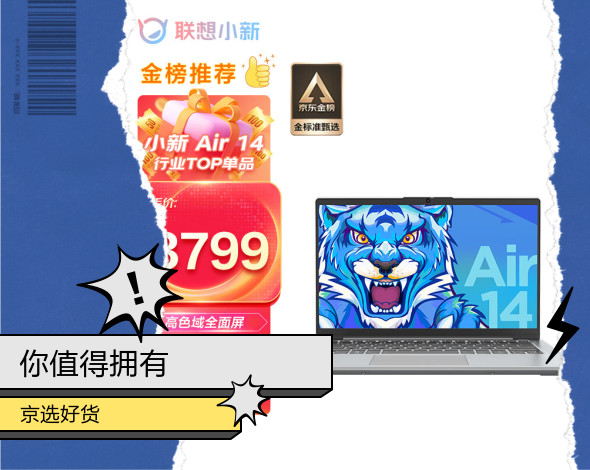 联想小新
金榜推荐
京东金榜
金标准甄选
小新 Air 14
行业TOP单品
手价:
3799
高色域全面屏
Air
14
!
你值得拥有
京选好货